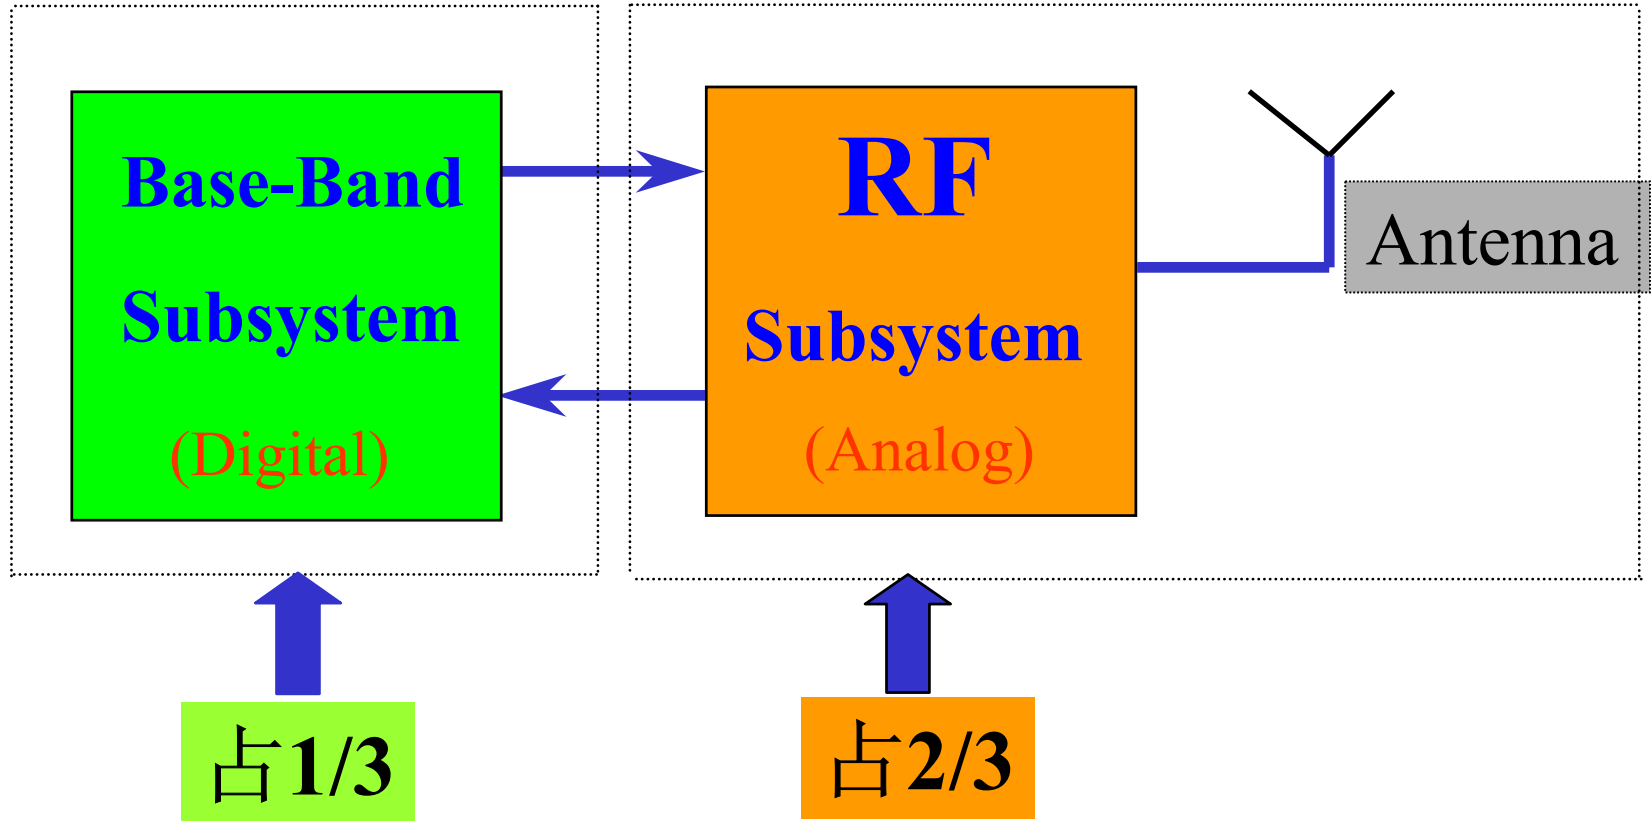 Base-Band
Subsystem
(Digital)
RF
Subsystem
(Analog)
Antenna
占1/3
占2/3